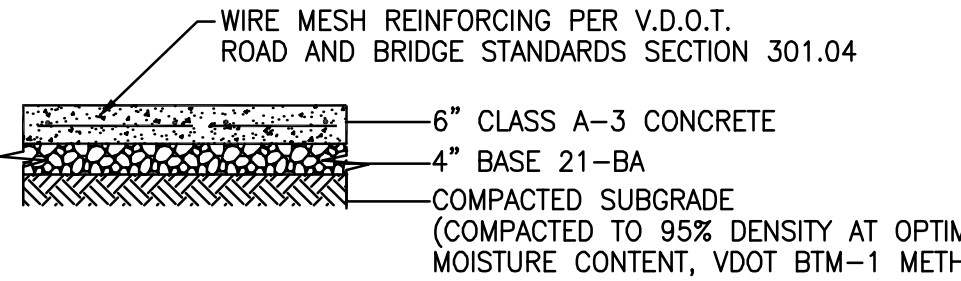 WIRE MESH REINFORCING PER V.D.O.T.
ROAD AND BRIDGE STANDARDS SECTION 301.04
6” CLASS A–3 CONCRETE
4” BASE 21–BA
COMPACTED SUBGRADE
(COMPACTED TO 95% DENSITY AT
MOISTURE CONTENT, VDOT BTM–1